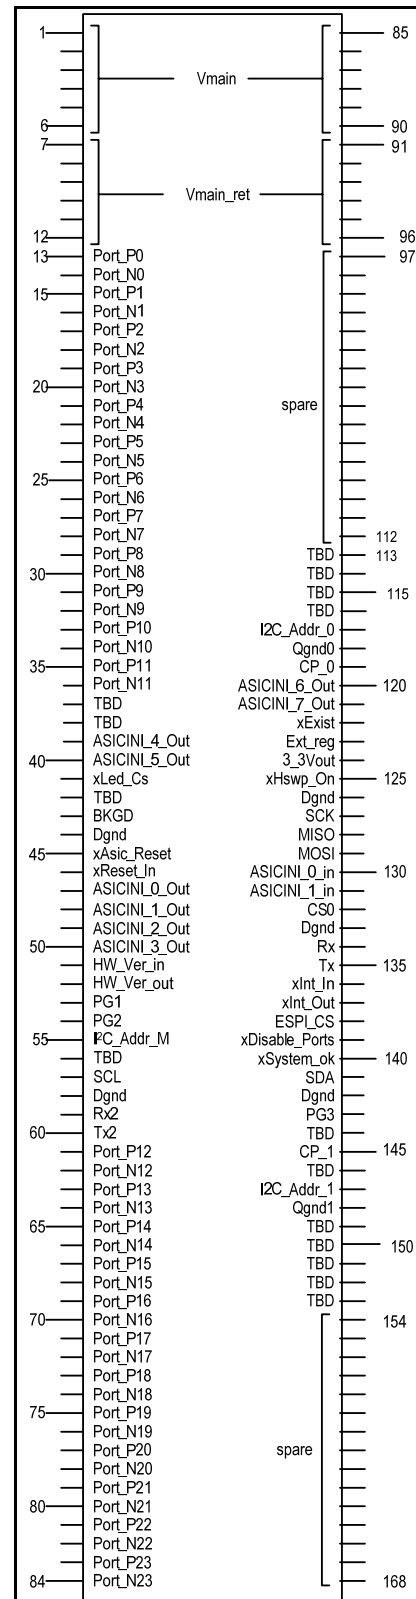 1 85
Vmain
6 90
7 91
Vmain_ret
12 96
13 Port_P0 97
Port_N0
15 Port_P1
Port_N1
Port_P2
Port_N2
Port_P3
20 Port_N3
Port_P4 spare
Port_N4
Port_P5
Port_N5
25 Port_P6
Port_N6
Port_P7
Port_N7 112
Port_P8 TBD 113
30 Port_N8 TBD
Port_P9 TBD 115
Port_N9 TBD
Port_P10 I2C_Addr_0
Port_N10 Qgnd0
35 Port_P11 CP_0
Port_N11 ASICINI_6_Out 120
TBD ASICINI_7_Out
TBD xExist
ASICINI_4_Out Ext_reg
40 ASICINI_5_Out 3_3Vout
xLed_Cs xHswp_On 125
TBD Dgnd
BKGD SCK
Dgnd MISO
45 xAsic_Reset MOSI
xReset_In ASICINI_0_in 130
ASICINI_0_Out ASICINI_1_in
ASICINI_1_Out CS0
ASICINI_2_Out Dgnd
50 ASICINI_3_Out Rx
HW_Ver_in Tx 135
HW_Ver_out xInt_In
PG1 xInt_Out
PG2 ESPI_CS
55 I²C_Addr_M xDisable_Ports
TBD xSystem_ok 140
SCL SDA
Dgnd Dgnd
Rx2 PG3
60 Tx2 TBD
Port_P12 CP_1 145
Port_N12 TBD
Port_P13 I2C_Addr_1
Port_N13 Qgnd1
65 Port_P14 TBD
Port_N14 TBD 150
Port_P15 TBD
Port_N15 TBD
Port_P16 TBD
70 Port_N16 154
Port_P17
Port_N17
Port_P18
Port_N18
75 Port_P19
Port_N19
Port_P20 spare
Port_N20
Port_P21
80 Port_N21
Port_P22
Port_N22
Port_P23
84 Port_N23 168